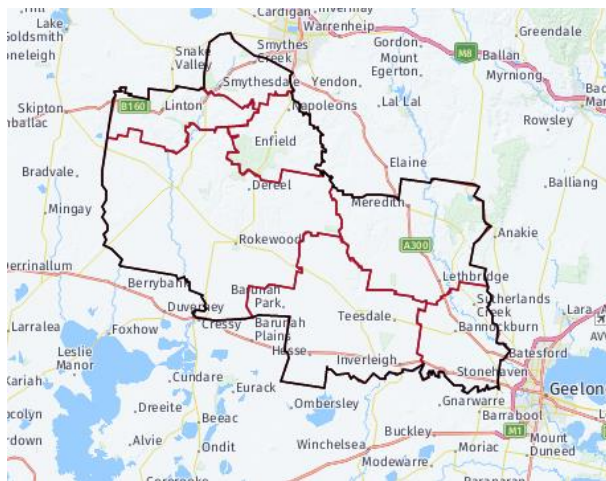 Cardigan
Warrenheip
Lake
Goldsmith
Snake
Valley
Smythes
Creek
Gordon
Mount
Egerton
M8
Ballan
Greendale
Myrniong
Smythesdale
Yendon
Skipton
B160
Linton
Napoleons
Lal Lal
Rowsley
Enfield
Bradvale
Elaine
Dereel
Balliang
Mingay
Meredith
Rokewood
A300
Anakie
Lethbridge
Berrybank
Barunah
Park
Sutherlands
Creek
Duverney
Lara
Larralea
Foxhow
Cressy
Barunah
Plains
Teesdale
Bannockburn
Leslie
Manor
Hesse
Inverleigh
Batesford
Stonehaven
Cundare
Geelong
Eurack
Gnarwarre
Dreeite
Ombersley
Barrabool
Beeac
Buckley
M1
Mount
Duneed
Alvie
Ondit
Winchelsea
Moriac
Modewarre